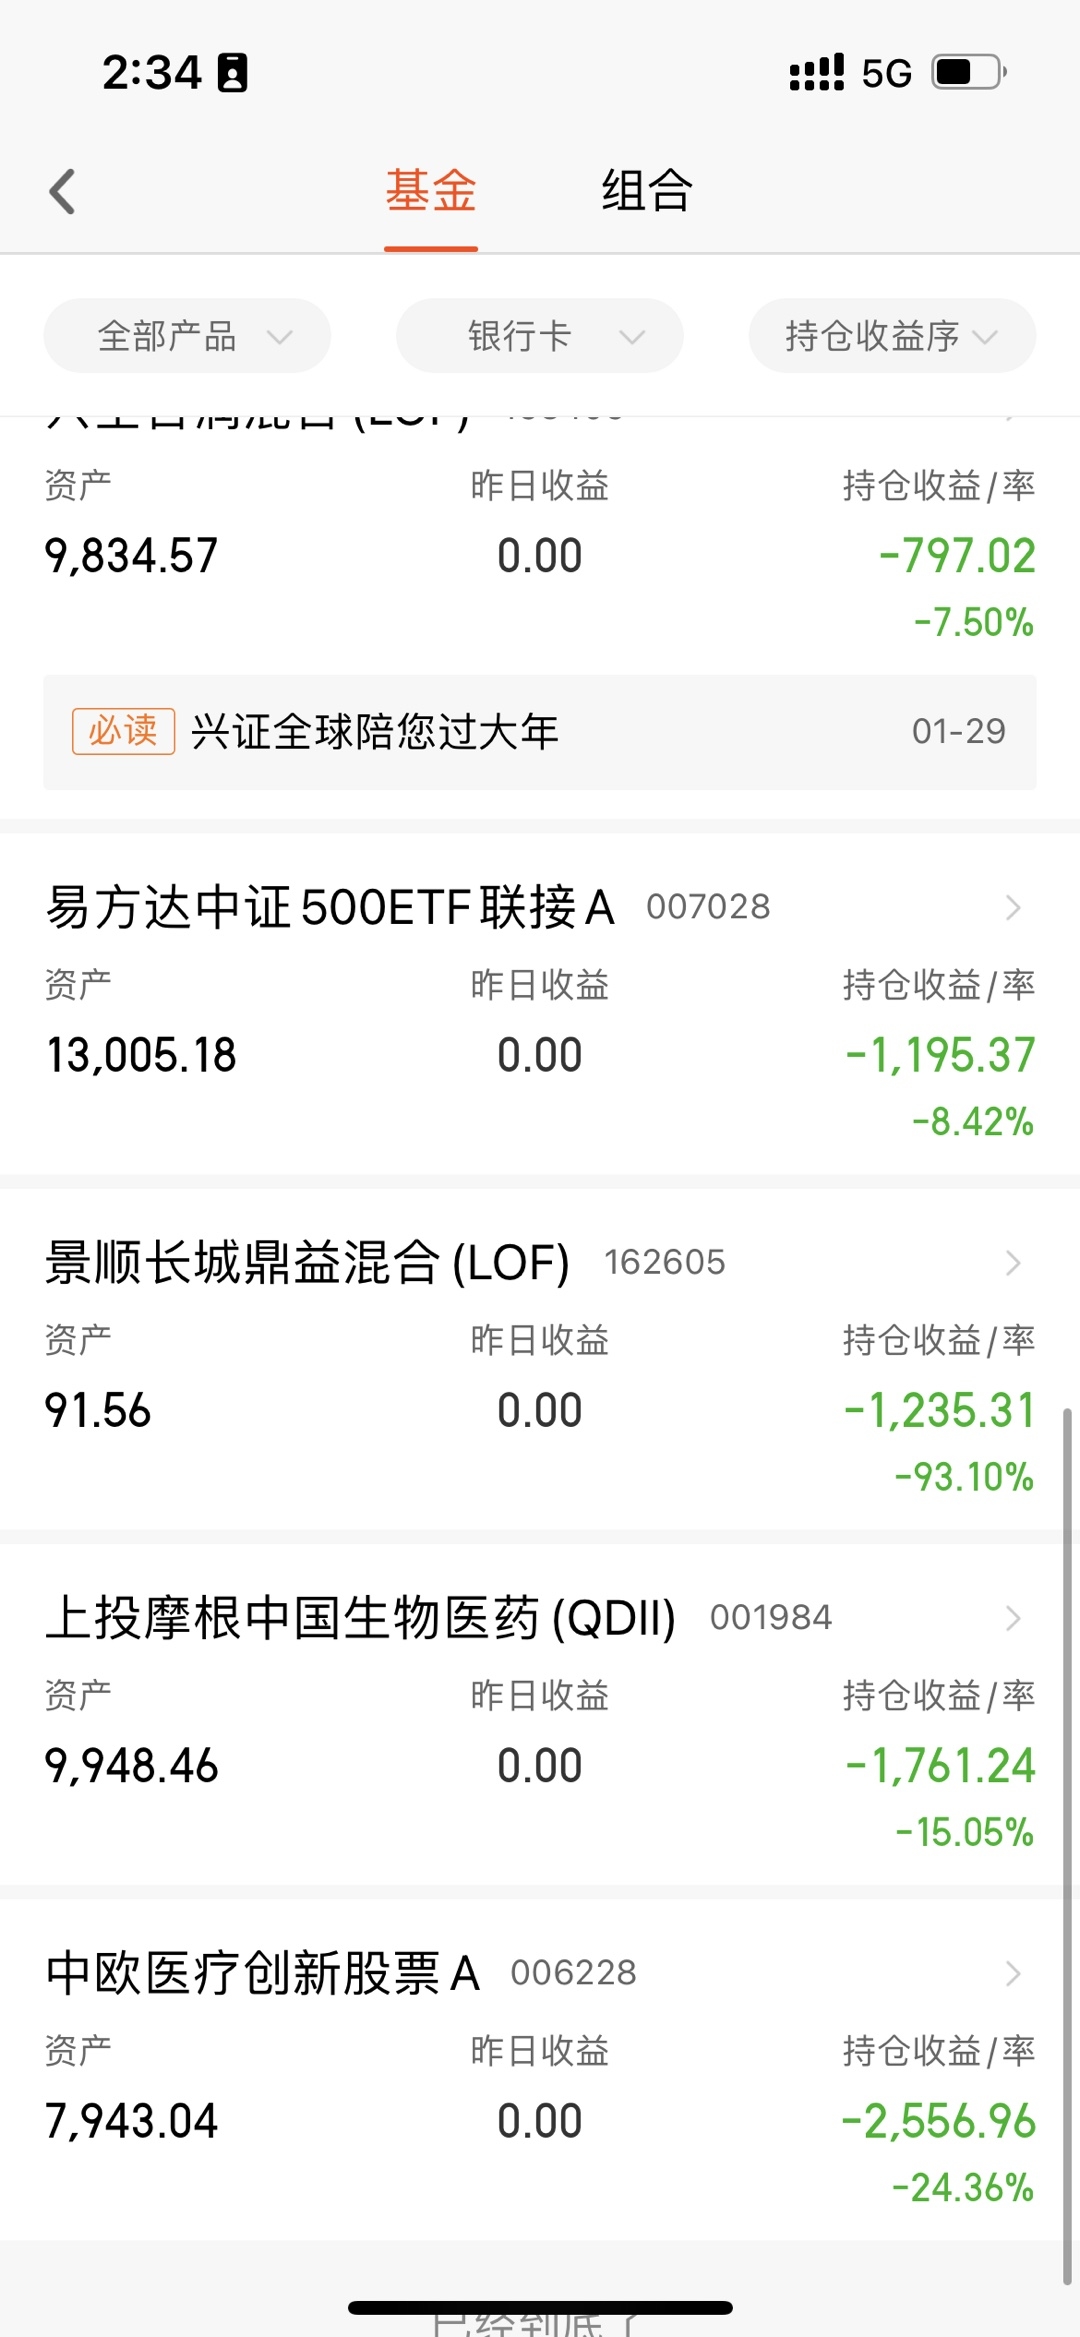 2:34 5G
基金 组合
全部产品 银行卡 持仓收益序
混合(LOF)
资产 昨日收益 持仓收益/率
9,834.57 0.00 -797.02
-7.50%
必读 兴证全球陪您过大年 01-29
易方达中证500ETF联接A 007028
资产 昨日收益 持仓收益/率
13,005.18 0.00 -1,195.37
-8.42%
景顺长城鼎益混合(LOF) 162605
资产 昨日收益 持仓收益/率
91.56 0.00 -1,235.31
-93.10%
上投摩根中国生物医药(QDII) 001984
资产 昨日收益 持仓收益/率
9,948.46 0.00 -1,761.24
-15.05%
中欧医疗创新股票A 006228
资产 昨日收益 持仓收益/率
7,943.04 0.00 -2,556.96
-24.36%
已经到底了